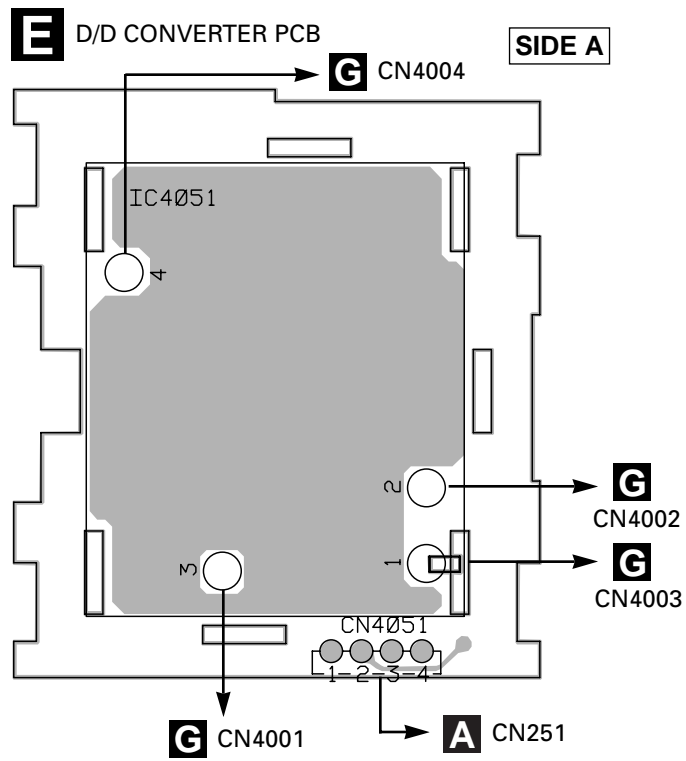 E D/D CONVERTER PCB
SIDE A
G CN4004
IC4051
4
2
G
CN4002
1
G
CN4003
3
CN4051
1-2-3-4
A CN251
G CN4001